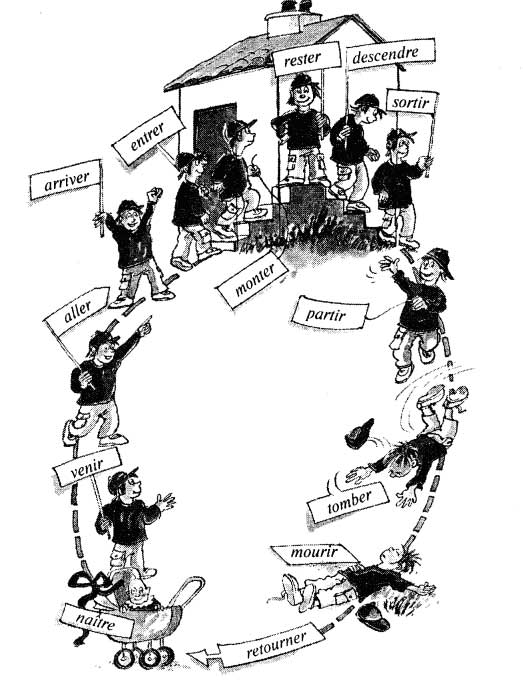 rester
descendre
sortir
entrer
arriver
monter
aller
partir
venir
tomber
mourir
naître
retourner